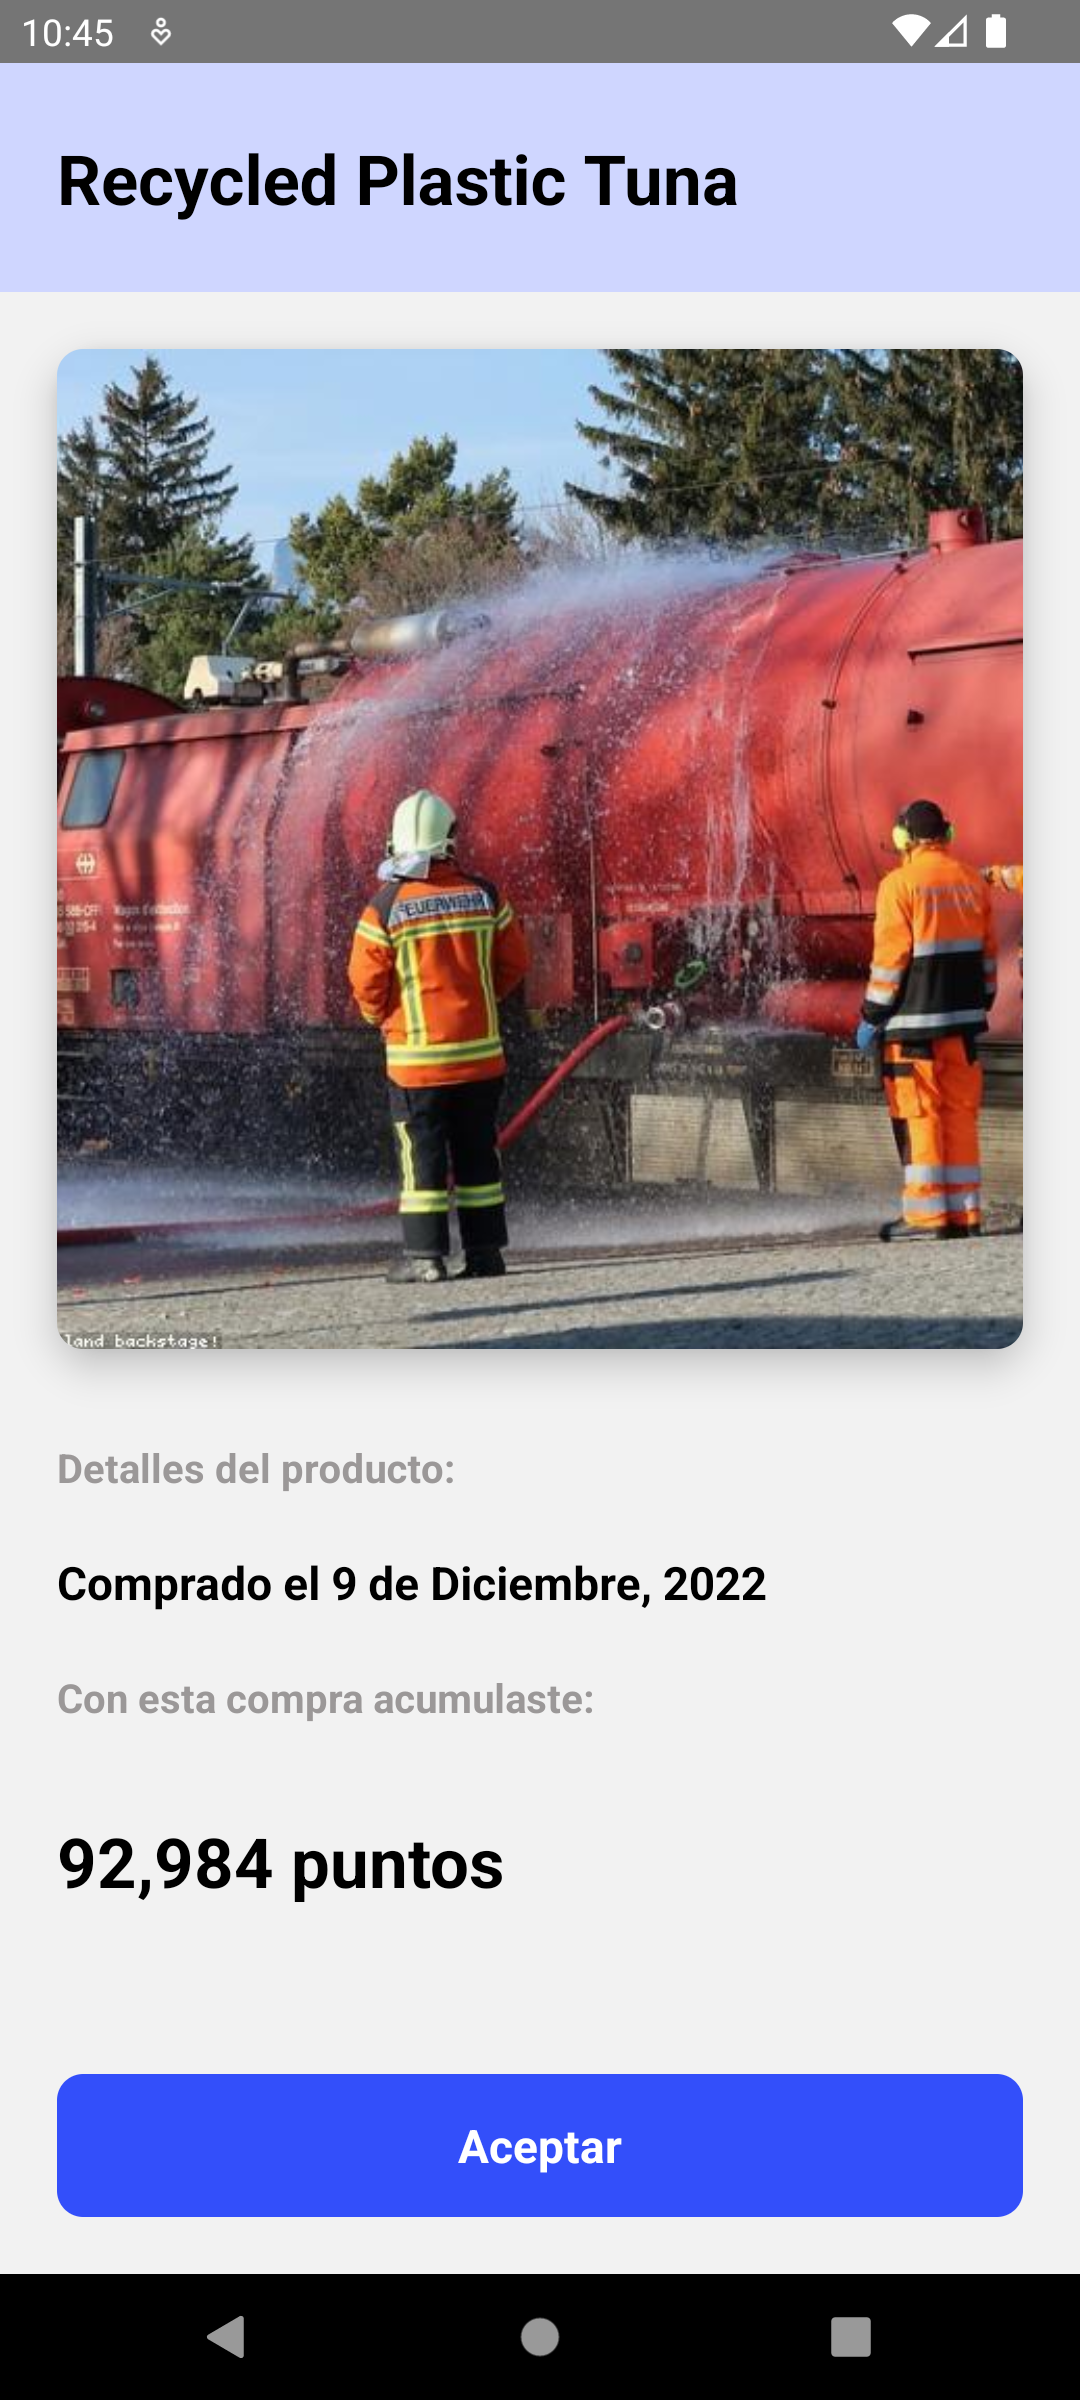 10:45
Recycled Plastic Tuna
FEUERWEHR
land backstage!
Detalles del producto:
Comprado el 9 de Diciembre, 2022
Con esta compra acumulaste:
92,984 puntos
Aceptar